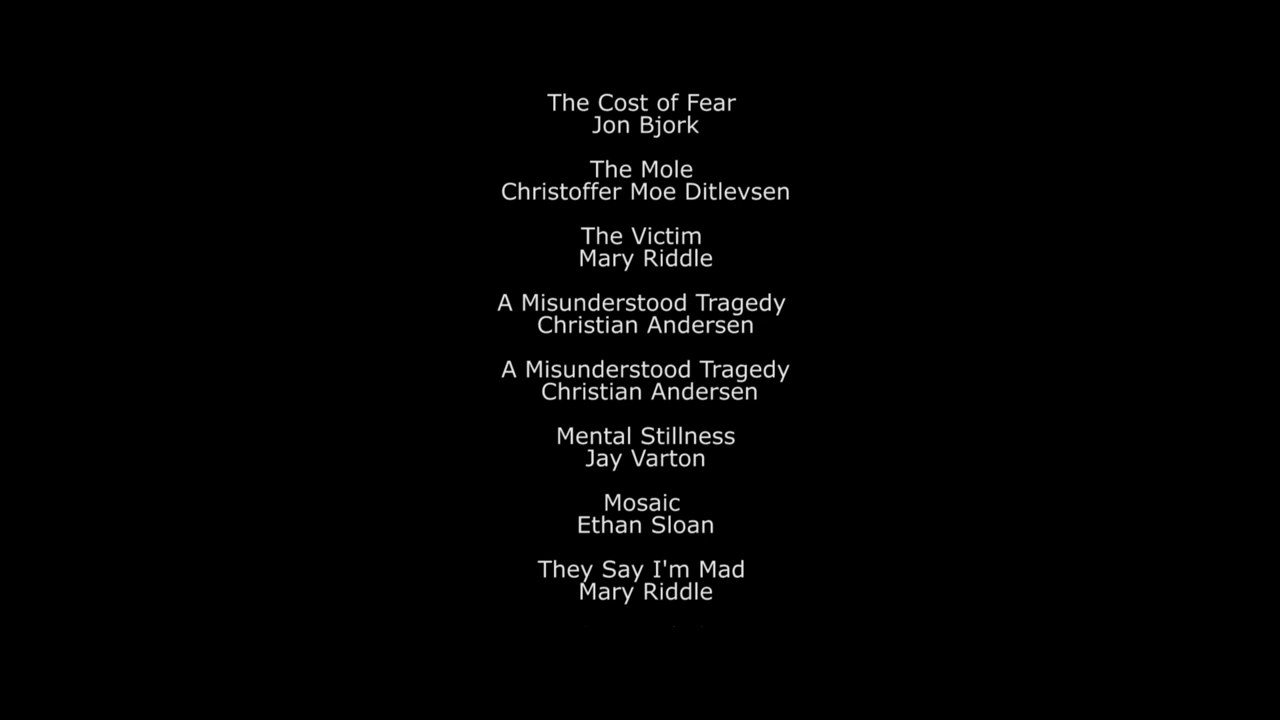 The Cost of Fear
Jon Bjork
The Mole
Christoffer Moe Ditlevsen
The Victim
Mary Riddle
A Misunderstood Tragedy
Christian Andersen
A Misunderstood Tragedy
Christian Andersen
Mental Stillness
Jay Varton
Mosaic
Ethan Sloan
They Say I'm Mad
Mary Riddle